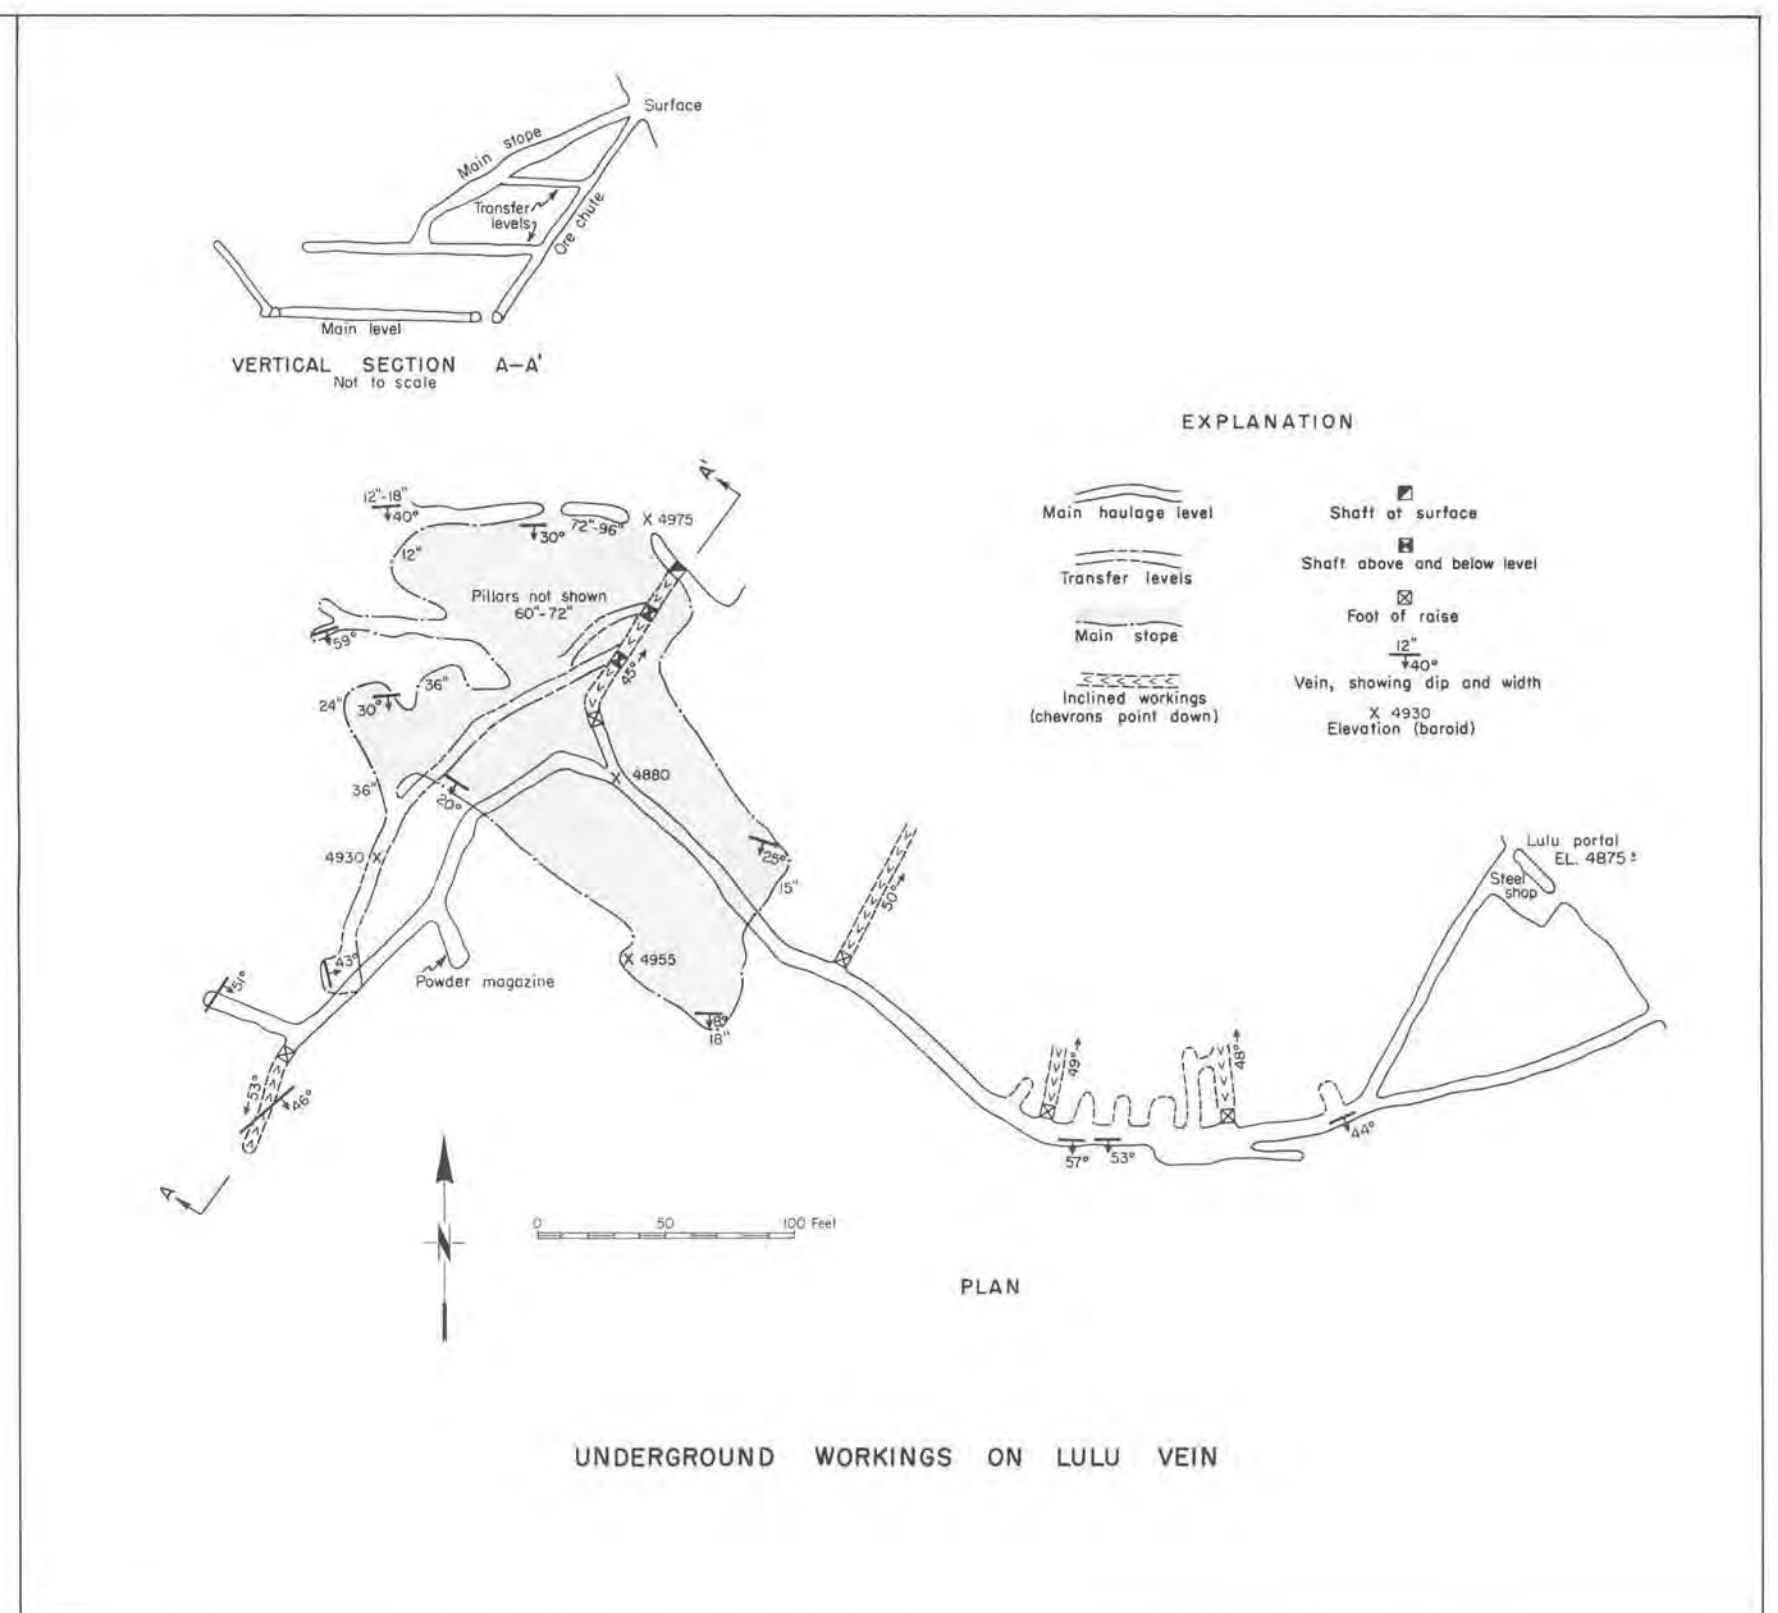 Surface
Main stope
Transfer
levels
Ore chute
Main level
VERTICAL SECTION A-A'
Not to scale
EXPLANATION
Main haulage level
Transfer levels
Main stope
Inclined workings
(chevrons point down)
Shaft at surface
Shaft above and below level
Foot of raise
12"
40°
Vein, showing dip and width
X 4930
Elevation (baroid)
A'
12"-18"
40°
30°
72"-96"
X 4975
12"
Pillars not shown
60"-72"
59°
45°
24"
30°
36"
36"
20°
X 4880
4930 X
25°
15"
50°
Lulu portal
EL. 4875±
Steel
shop
43°
X 4955
Powder magazine
51°
18"
53°
46°
49°
48°
44°
57°
53°
A
N
0 50 100 Feet
PLAN
UNDERGROUND WORKINGS ON LULU VEIN